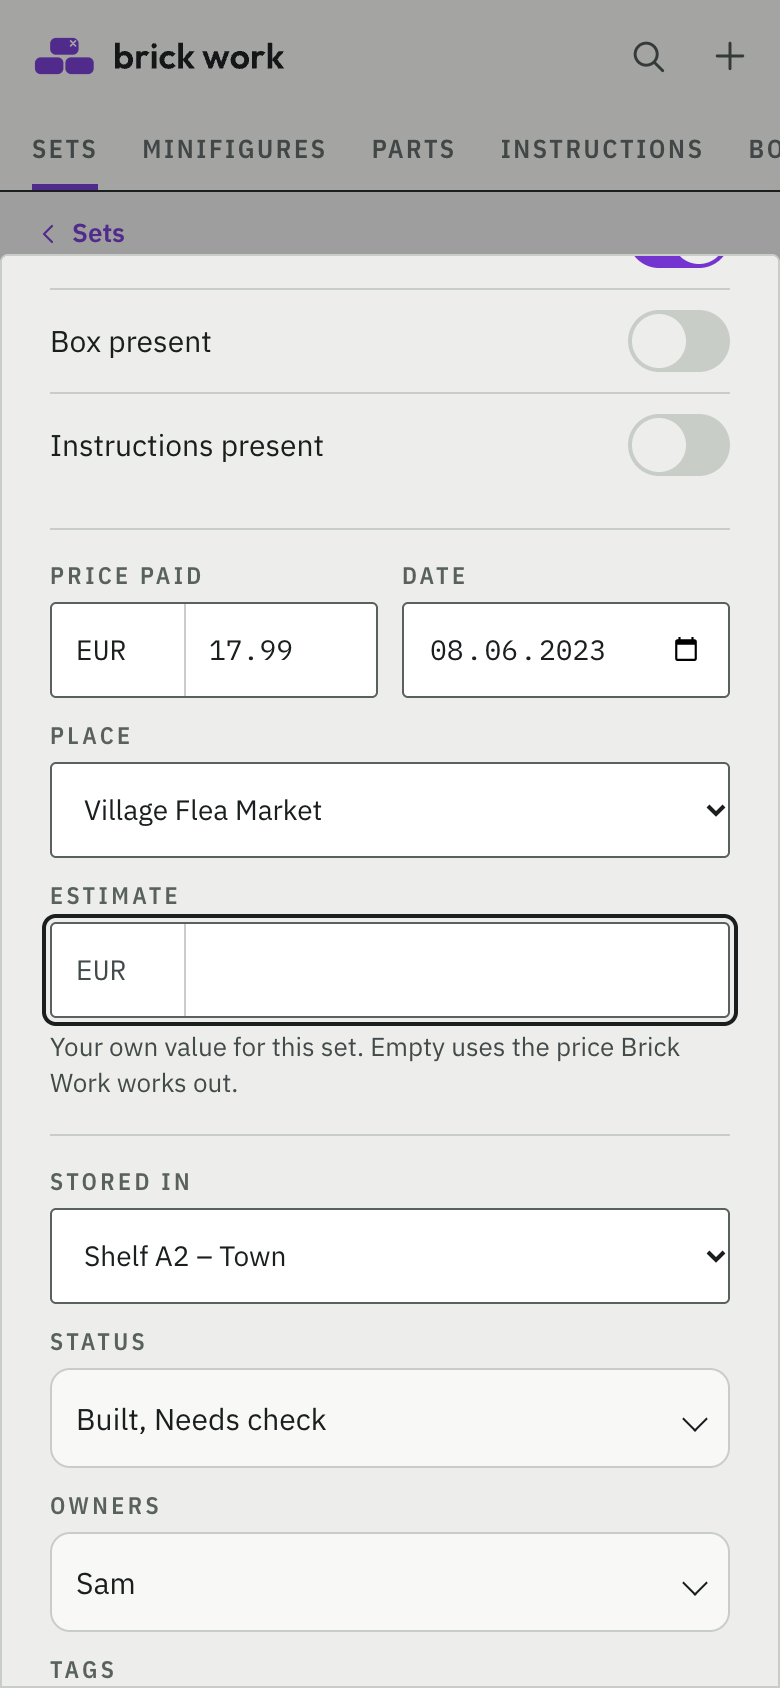 brick work
SETS MINIFIGURES PARTS INSTRUCTIONS BO
Sets
Box present
Instructions present
PRICE PAID DATE
EUR 17.99 08.06.2023
PLACE
Village Flea Market
ESTIMATE
EUR
Your own value for this set. Empty uses the price Brick
Work works out.
STORED IN
Shelf A2 – Town
STATUS
Built, Needs check
OWNERS
Sam
TAGS